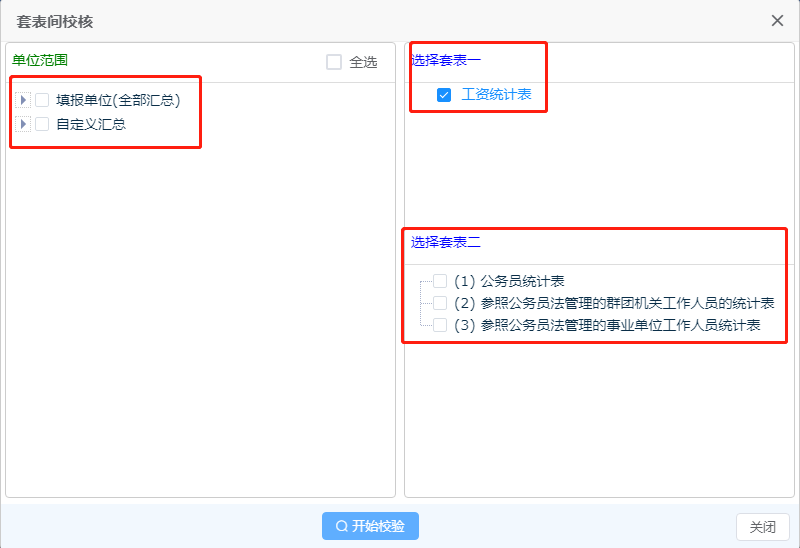 套表间校核
单位范围
全选
填报单位(全部汇总)
自定义汇总
选择套表一
工资统计表
选择套表二
(1) 公务员统计表
(2) 参照公务员法管理的群团机关工作人员的统计表
(3) 参照公务员法管理的事业单位工作人员统计表
开始校验
关闭